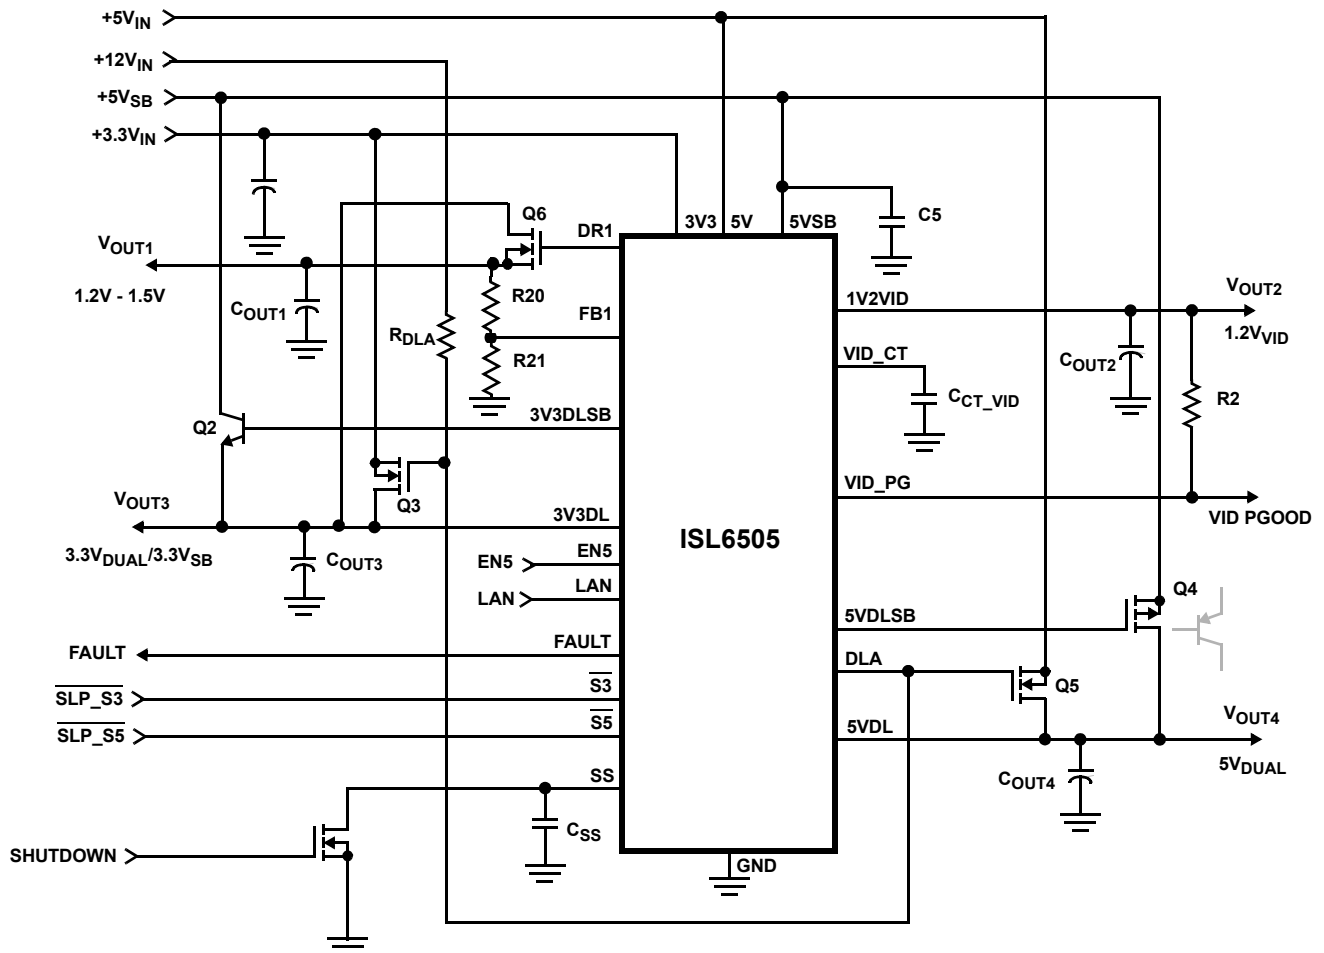 +5VIN
+12VIN
+5VSB
+3.3VIN
Q6
DR1
3V3
5V
5VSB
C5
VOUT1
1.2V - 1.5V
COUT1
R20
FB1
RDLA
R21
1V2VID
VOUT2
1.2VVID
VID_CT
COUT2
CCT_VID
R2
Q2
3V3DLSB
Q3
VID_PG
VID PGOOD
VOUT3
3.3VDUAL/3.3VSB
COUT3
3V3DL
ISL6505
EN5
EN5
LAN
LAN
Q4
5VDLSB
FAULT
FAULT
DLA
SLP_S3
S3
Q5
SLP_S5
S5
5VDL
VOUT4
5VDUAL
COUT4
SS
CSS
SHUTDOWN
GND